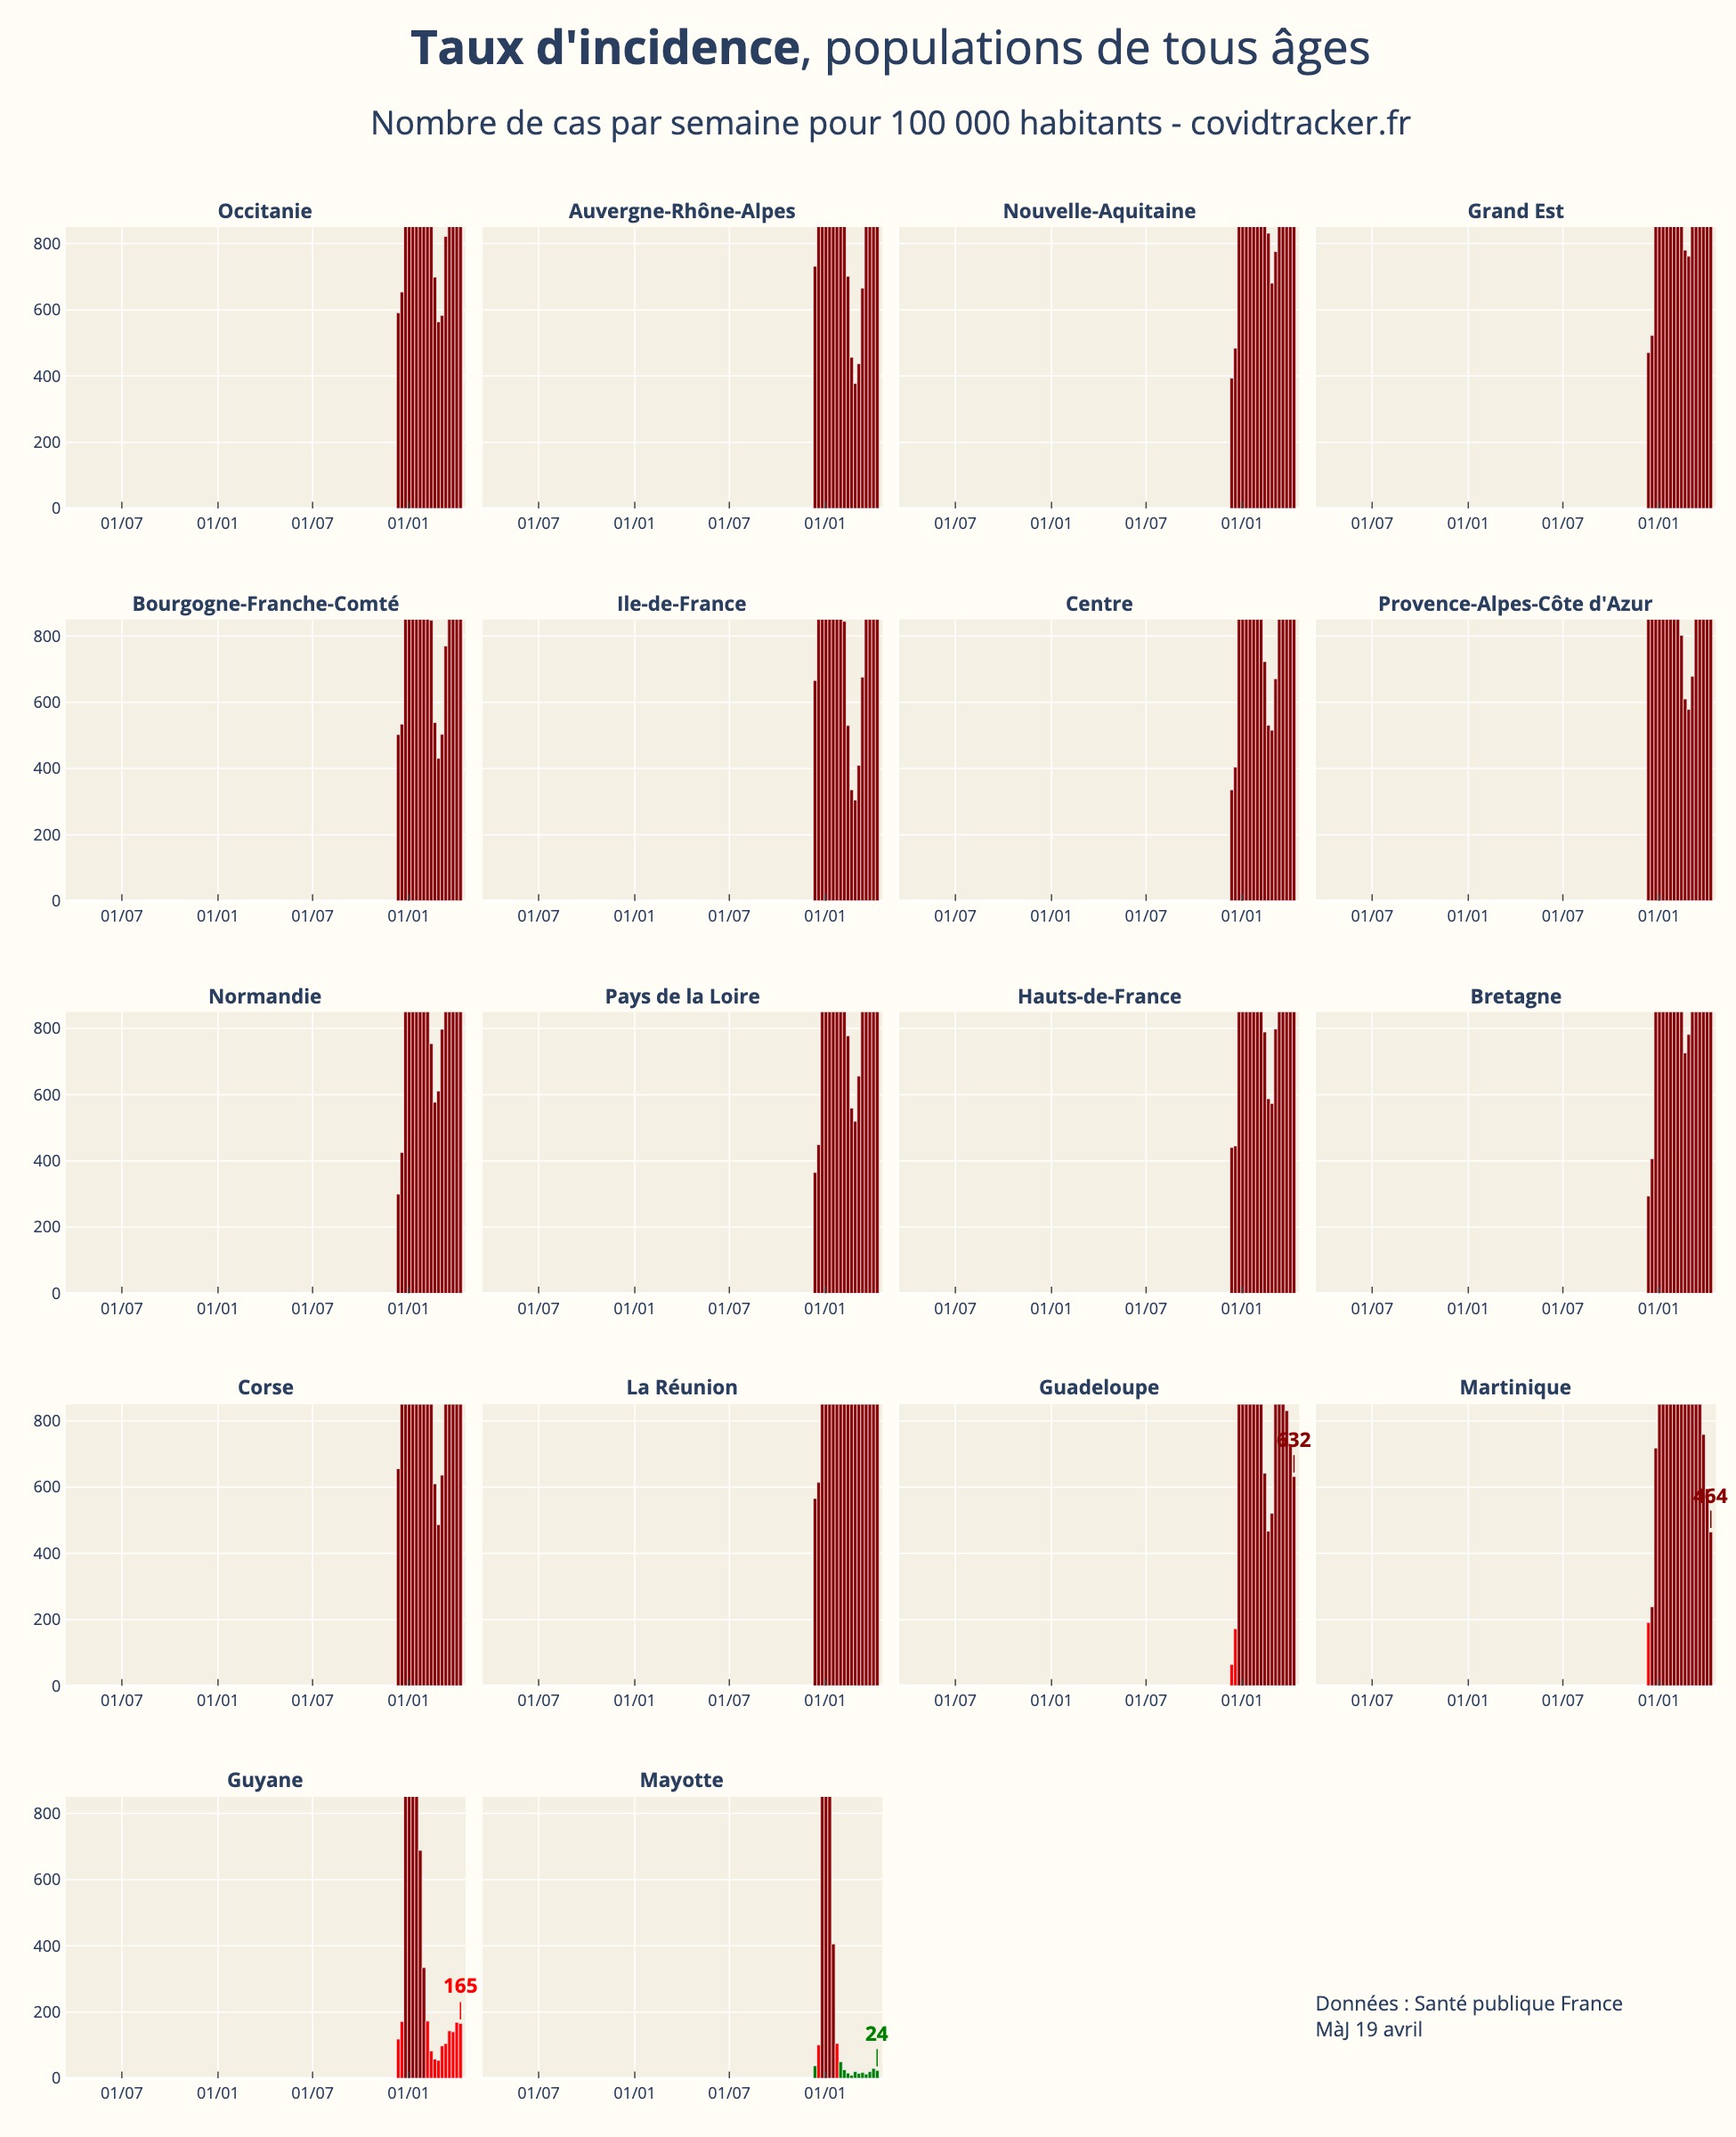 Taux d'incidence, populations de tous âges
Nombre de cas par semaine pour 100 000 habitants - covidtracker.fr
Occitanie
Auvergne-Rhône-Alpes
Nouvelle-Aquitaine
Grand Est
800
600
400
200
0
01/07 01/01 01/07 01/01
01/07 01/01 01/07 01/01
01/07 01/01 01/07 01/01
01/07 01/01 01/07 01/01
Bourgogne-Franche-Comté
Ile-de-France
Centre
Provence-Alpes-Côte d'Azur
800
600
400
200
0
01/07 01/01 01/07 01/01
01/07 01/01 01/07 01/01
01/07 01/01 01/07 01/01
01/07 01/01 01/07 01/01
Normandie
Pays de la Loire
Hauts-de-France
Bretagne
800
600
400
200
0
01/07 01/01 01/07 01/01
01/07 01/01 01/07 01/01
01/07 01/01 01/07 01/01
01/07 01/01 01/07 01/01
Corse
La Réunion
Guadeloupe
Martinique
800
600
400
200
0
632
464
01/07 01/01 01/07 01/01
01/07 01/01 01/07 01/01
01/07 01/01 01/07 01/01
01/07 01/01 01/07 01/01
Guyane
Mayotte
800
600
400
200
0
165
24
01/07 01/01 01/07 01/01
01/07 01/01 01/07 01/01
Données : Santé publique France
MàJ 19 avril